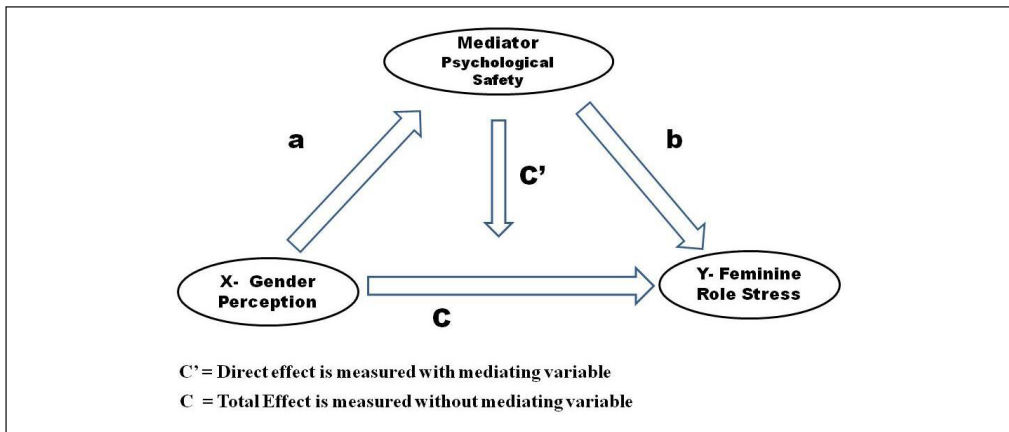 Mediator
Psychological
Safety
a
b
C’
X- Gender
Perception
Y- Feminine
Role Stress
C
C’ = Direct effect is measured with mediating variable
C = Total Effect is measured without mediating variable